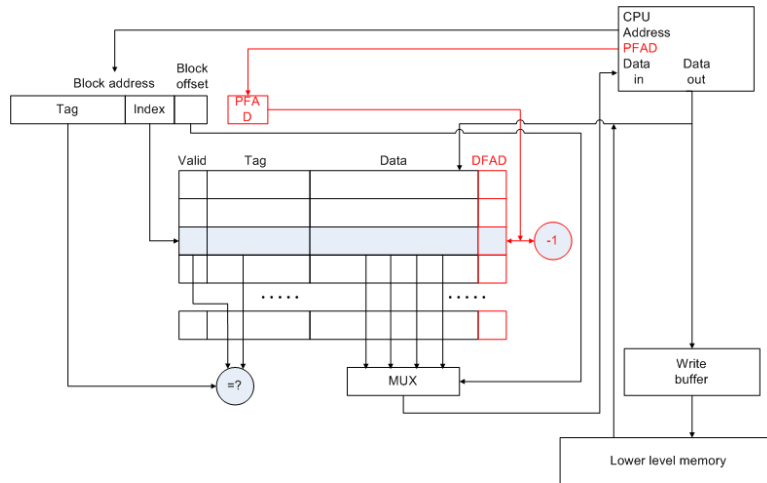 CPU
Address
PFAD
Data in
Data out
Block address
Block offset
Tag
Index
PFA
D
Valid
Tag
Data
DFAD
-1
.....
.....
=?
MUX
Write
buffer
Lower level memory